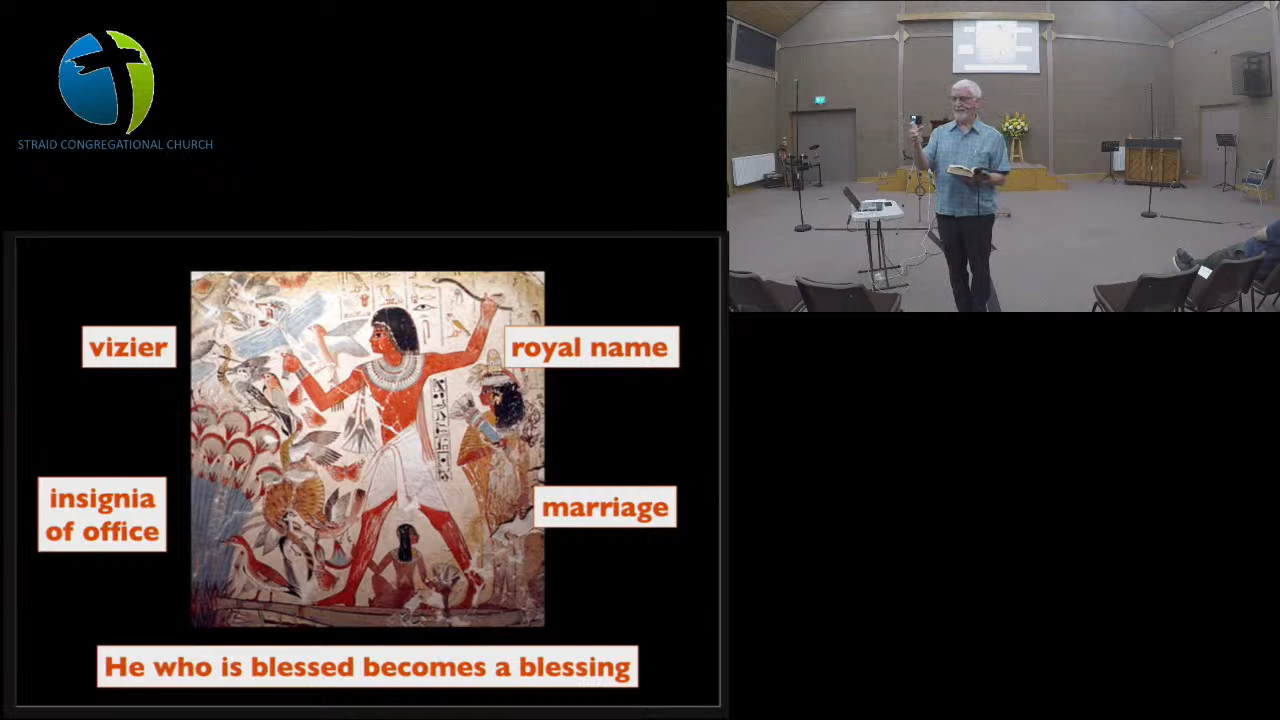 STRAID CONGREGATIONAL CHURCH
vizier
royal name
insignia
of office
marriage
He who is blessed becomes a blessing